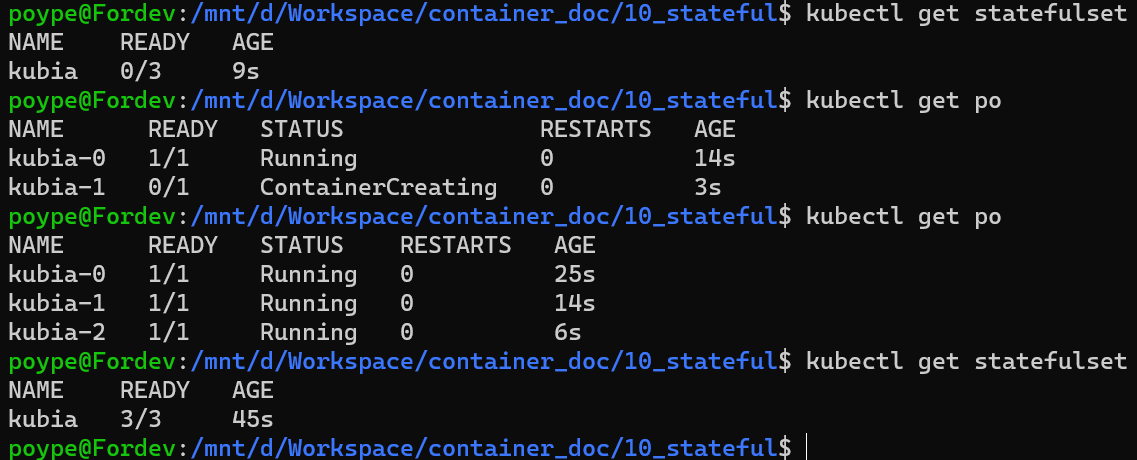 poype@Fordev:/mnt/d/Workspace/container_doc/10_stateful$ kubectl get statefulset
NAME    READY   AGE
kubia   0/3     9s
poype@Fordev:/mnt/d/Workspace/container_doc/10_stateful$ kubectl get po
NAME      READY   STATUS              RESTARTS   AGE
kubia-0   1/1     Running             0          14s
kubia-1   0/1     ContainerCreating   0          3s
poype@Fordev:/mnt/d/Workspace/container_doc/10_stateful$ kubectl get po
NAME      READY   STATUS    RESTARTS   AGE
kubia-0   1/1     Running   0          25s
kubia-1   1/1     Running   0          14s
kubia-2   1/1     Running   0          6s
poype@Fordev:/mnt/d/Workspace/container_doc/10_stateful$ kubectl get statefulset
NAME    READY   AGE
kubia   3/3     45s
poype@Fordev:/mnt/d/Workspace/container_doc/10_stateful$